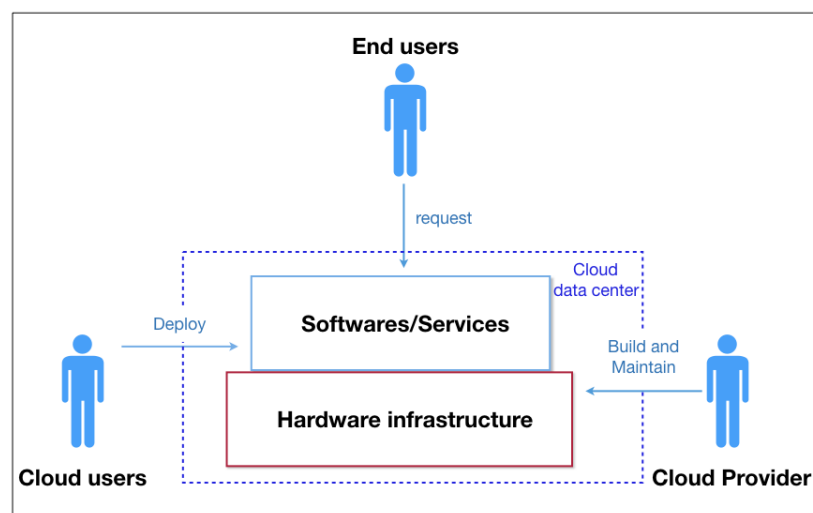 End users
request
Cloud
data center
Softwares/Services
Deploy
Build and
Maintain
Hardware infrastructure
Cloud users
Cloud Provider